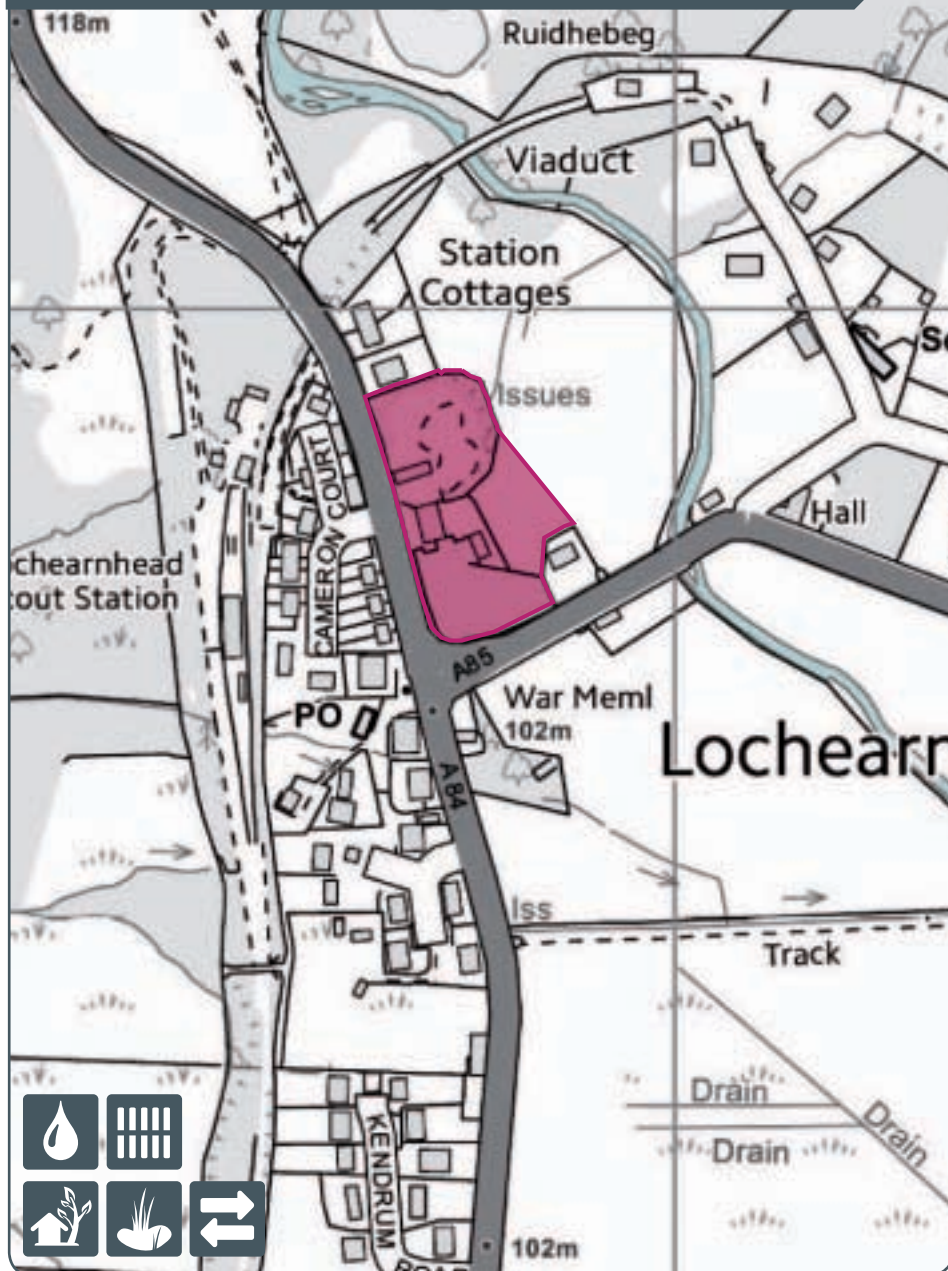 118m
Ruidhebeg
Viaduct
Station
Cottages
Issues
Hall
CAMERON COURT
chearnhead
out Station
A85
War Meml
102m
PO
Lochearn
A84
Iss
Track
Drain
Drain
Drain
KENDRUM
102m